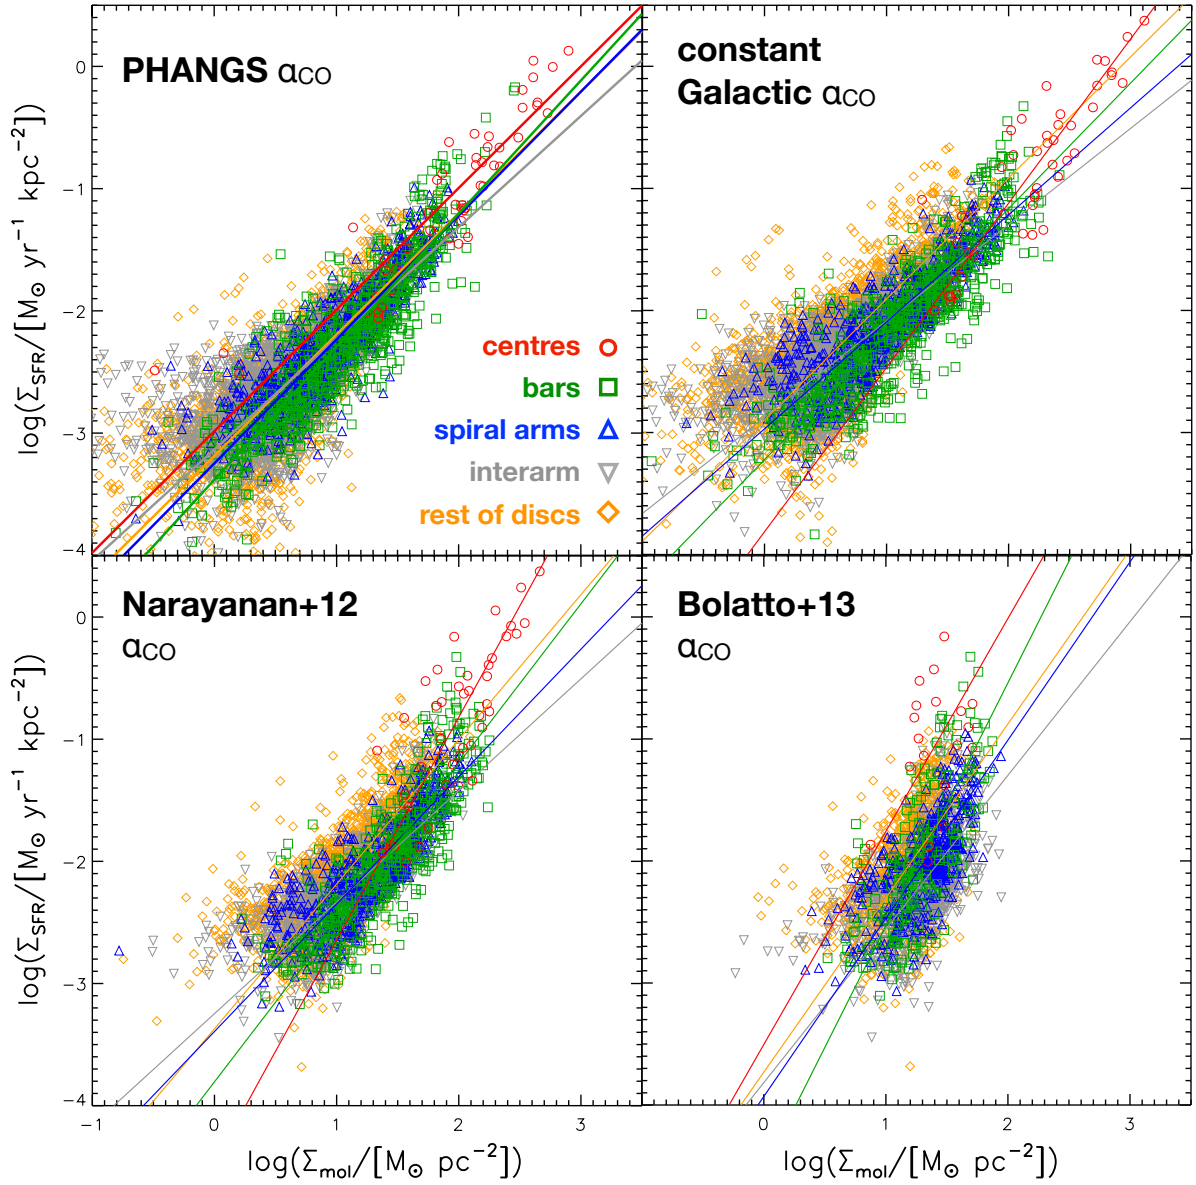 PHANGS αCO
constant
Galactic αCO
centres
bars
spiral arms
interarm
rest of discs
0
−1
−2
−3
−4
log(ΣSFR/[M⊙ yr−1 kpc−2])
Narayanan+12
αCO
Bolatto+13
αCO
0
−1
−2
−3
−4
log(ΣSFR/[M⊙ yr−1 kpc−2])
−1 0 1 2 3 0 1 2 3
log(Σmol/[M⊙ pc−2]) log(Σmol/[M⊙ pc−2])